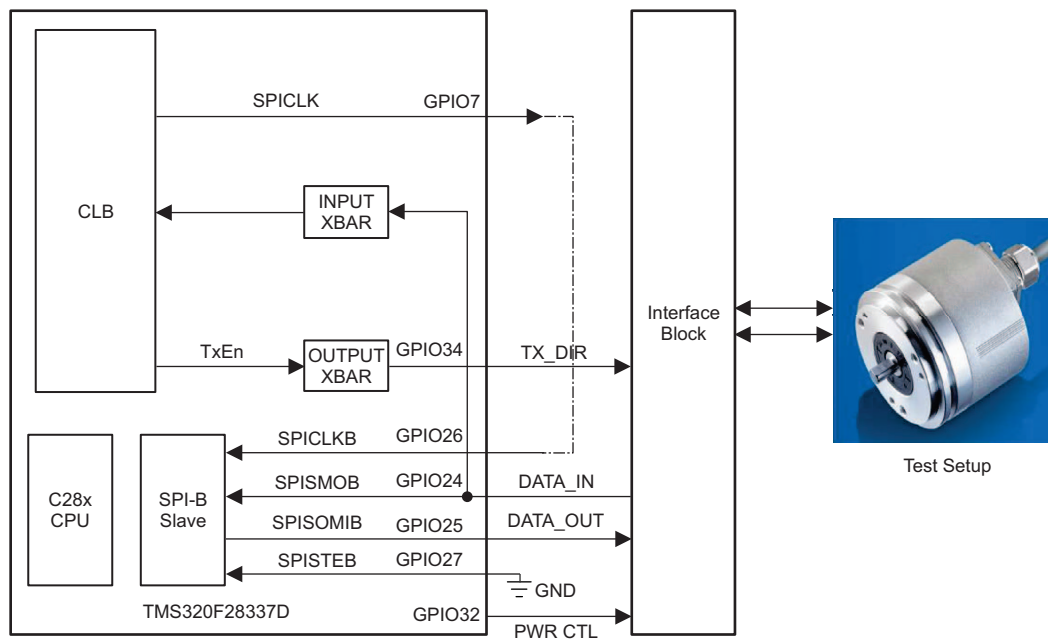 SPICLK
GPIO7
CLB
INPUT
XBAR
Interface
Block
TxEn
OUTPUT
XBAR
GPIO34
TX_DIR
SPICLKB
GPIO26
Test Setup
C28x
CPU
SPI-B
Slave
SPISMOB
GPIO24
DATA_IN
SPISOMIB
GPIO25
DATA_OUT
SPISTEB
GPIO27
GND
TMS320F28337D
GPIO32
PWR CTL